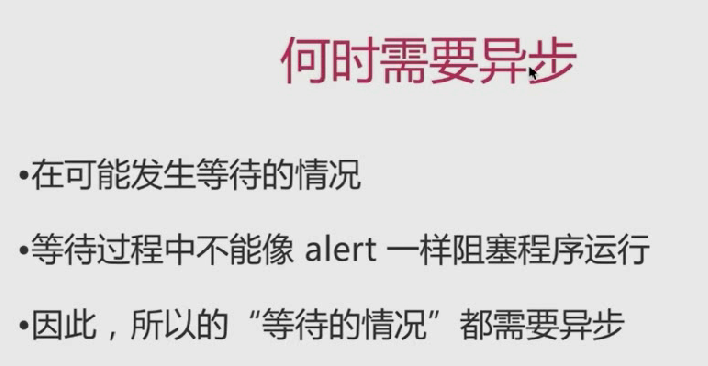 何时需要异步
•在可能发生等待的情况
•等待过程中不能像 alert 一样阻塞程序运行
•因此，所以的“等待的情况”都需要异步